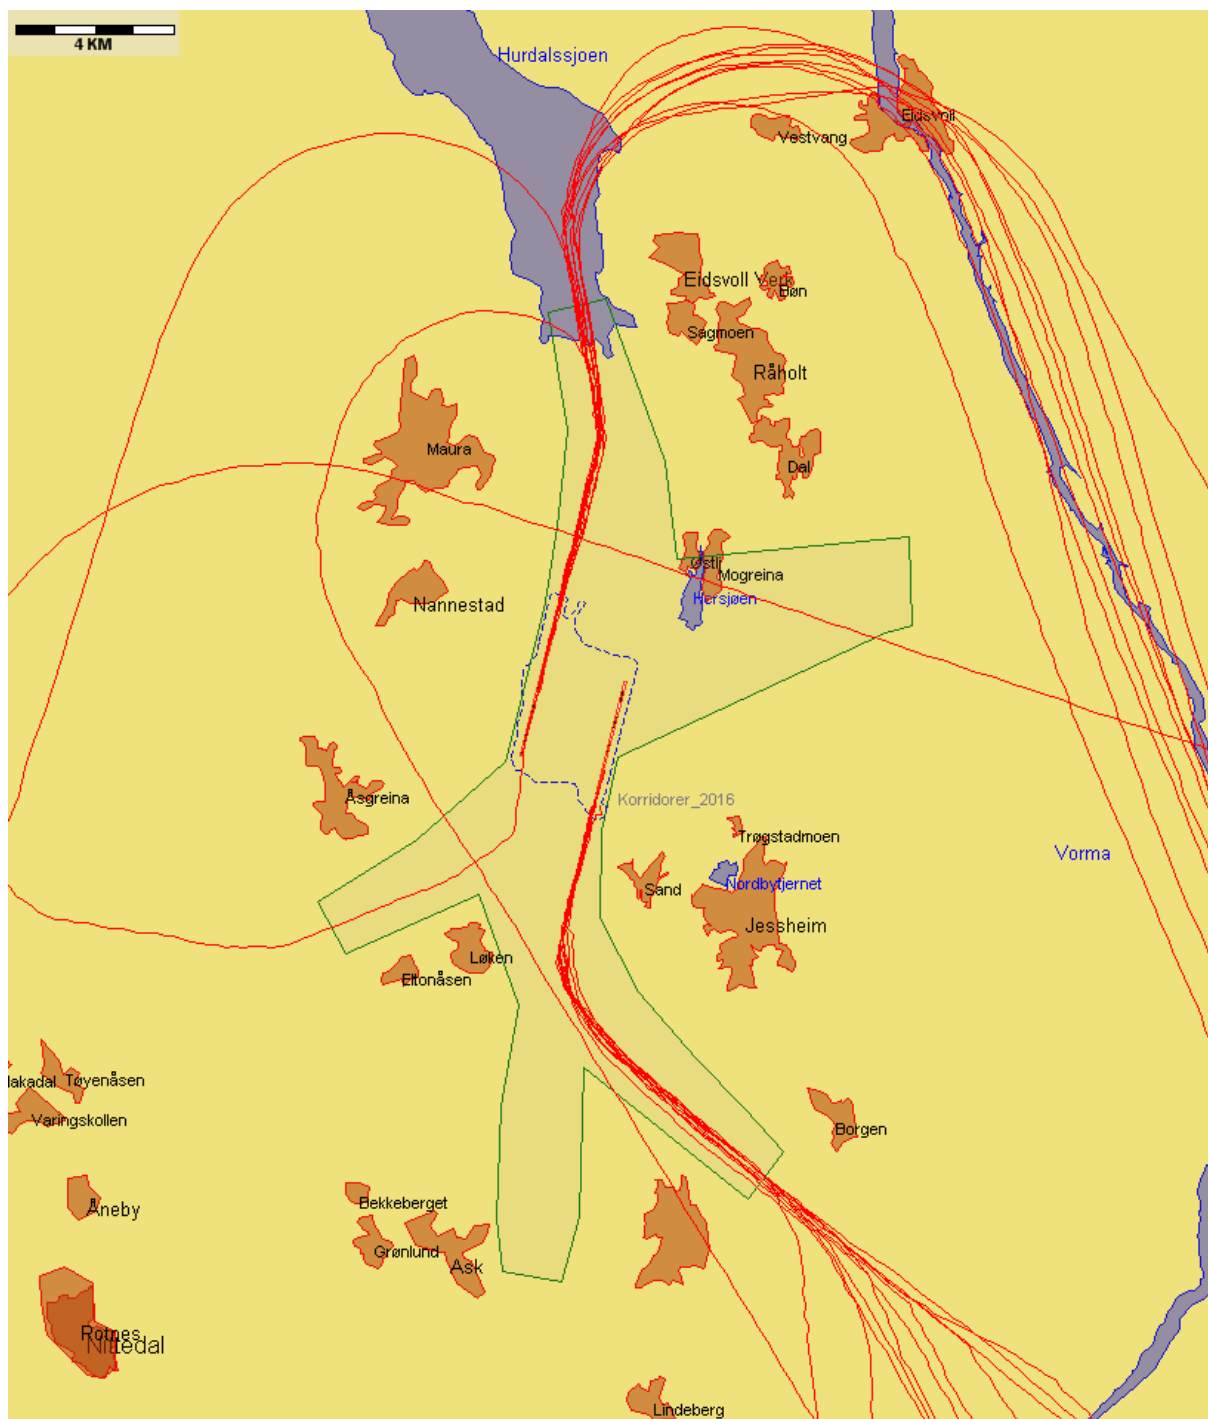 4 KM
Hurdalssjoen
Eidsvoll
Vestvang
Eidsvoll Verk
Bøn
Sagmoen
Råholt
Maura
Dal
Østli
Mogreina
Hersjøen
Nannestad
Åsgreina
Korridorer_2016
Trøgstadmoen
Vorma
Nordbytjernet
Sand
Jessheim
Løken
Eltonåsen
Hakadal
Tøyenåsen
Varingskollen
Borgen
Åneby
Bekkeberget
Grønlund
Ask
Rotnes
Nittedal
Lindeberg